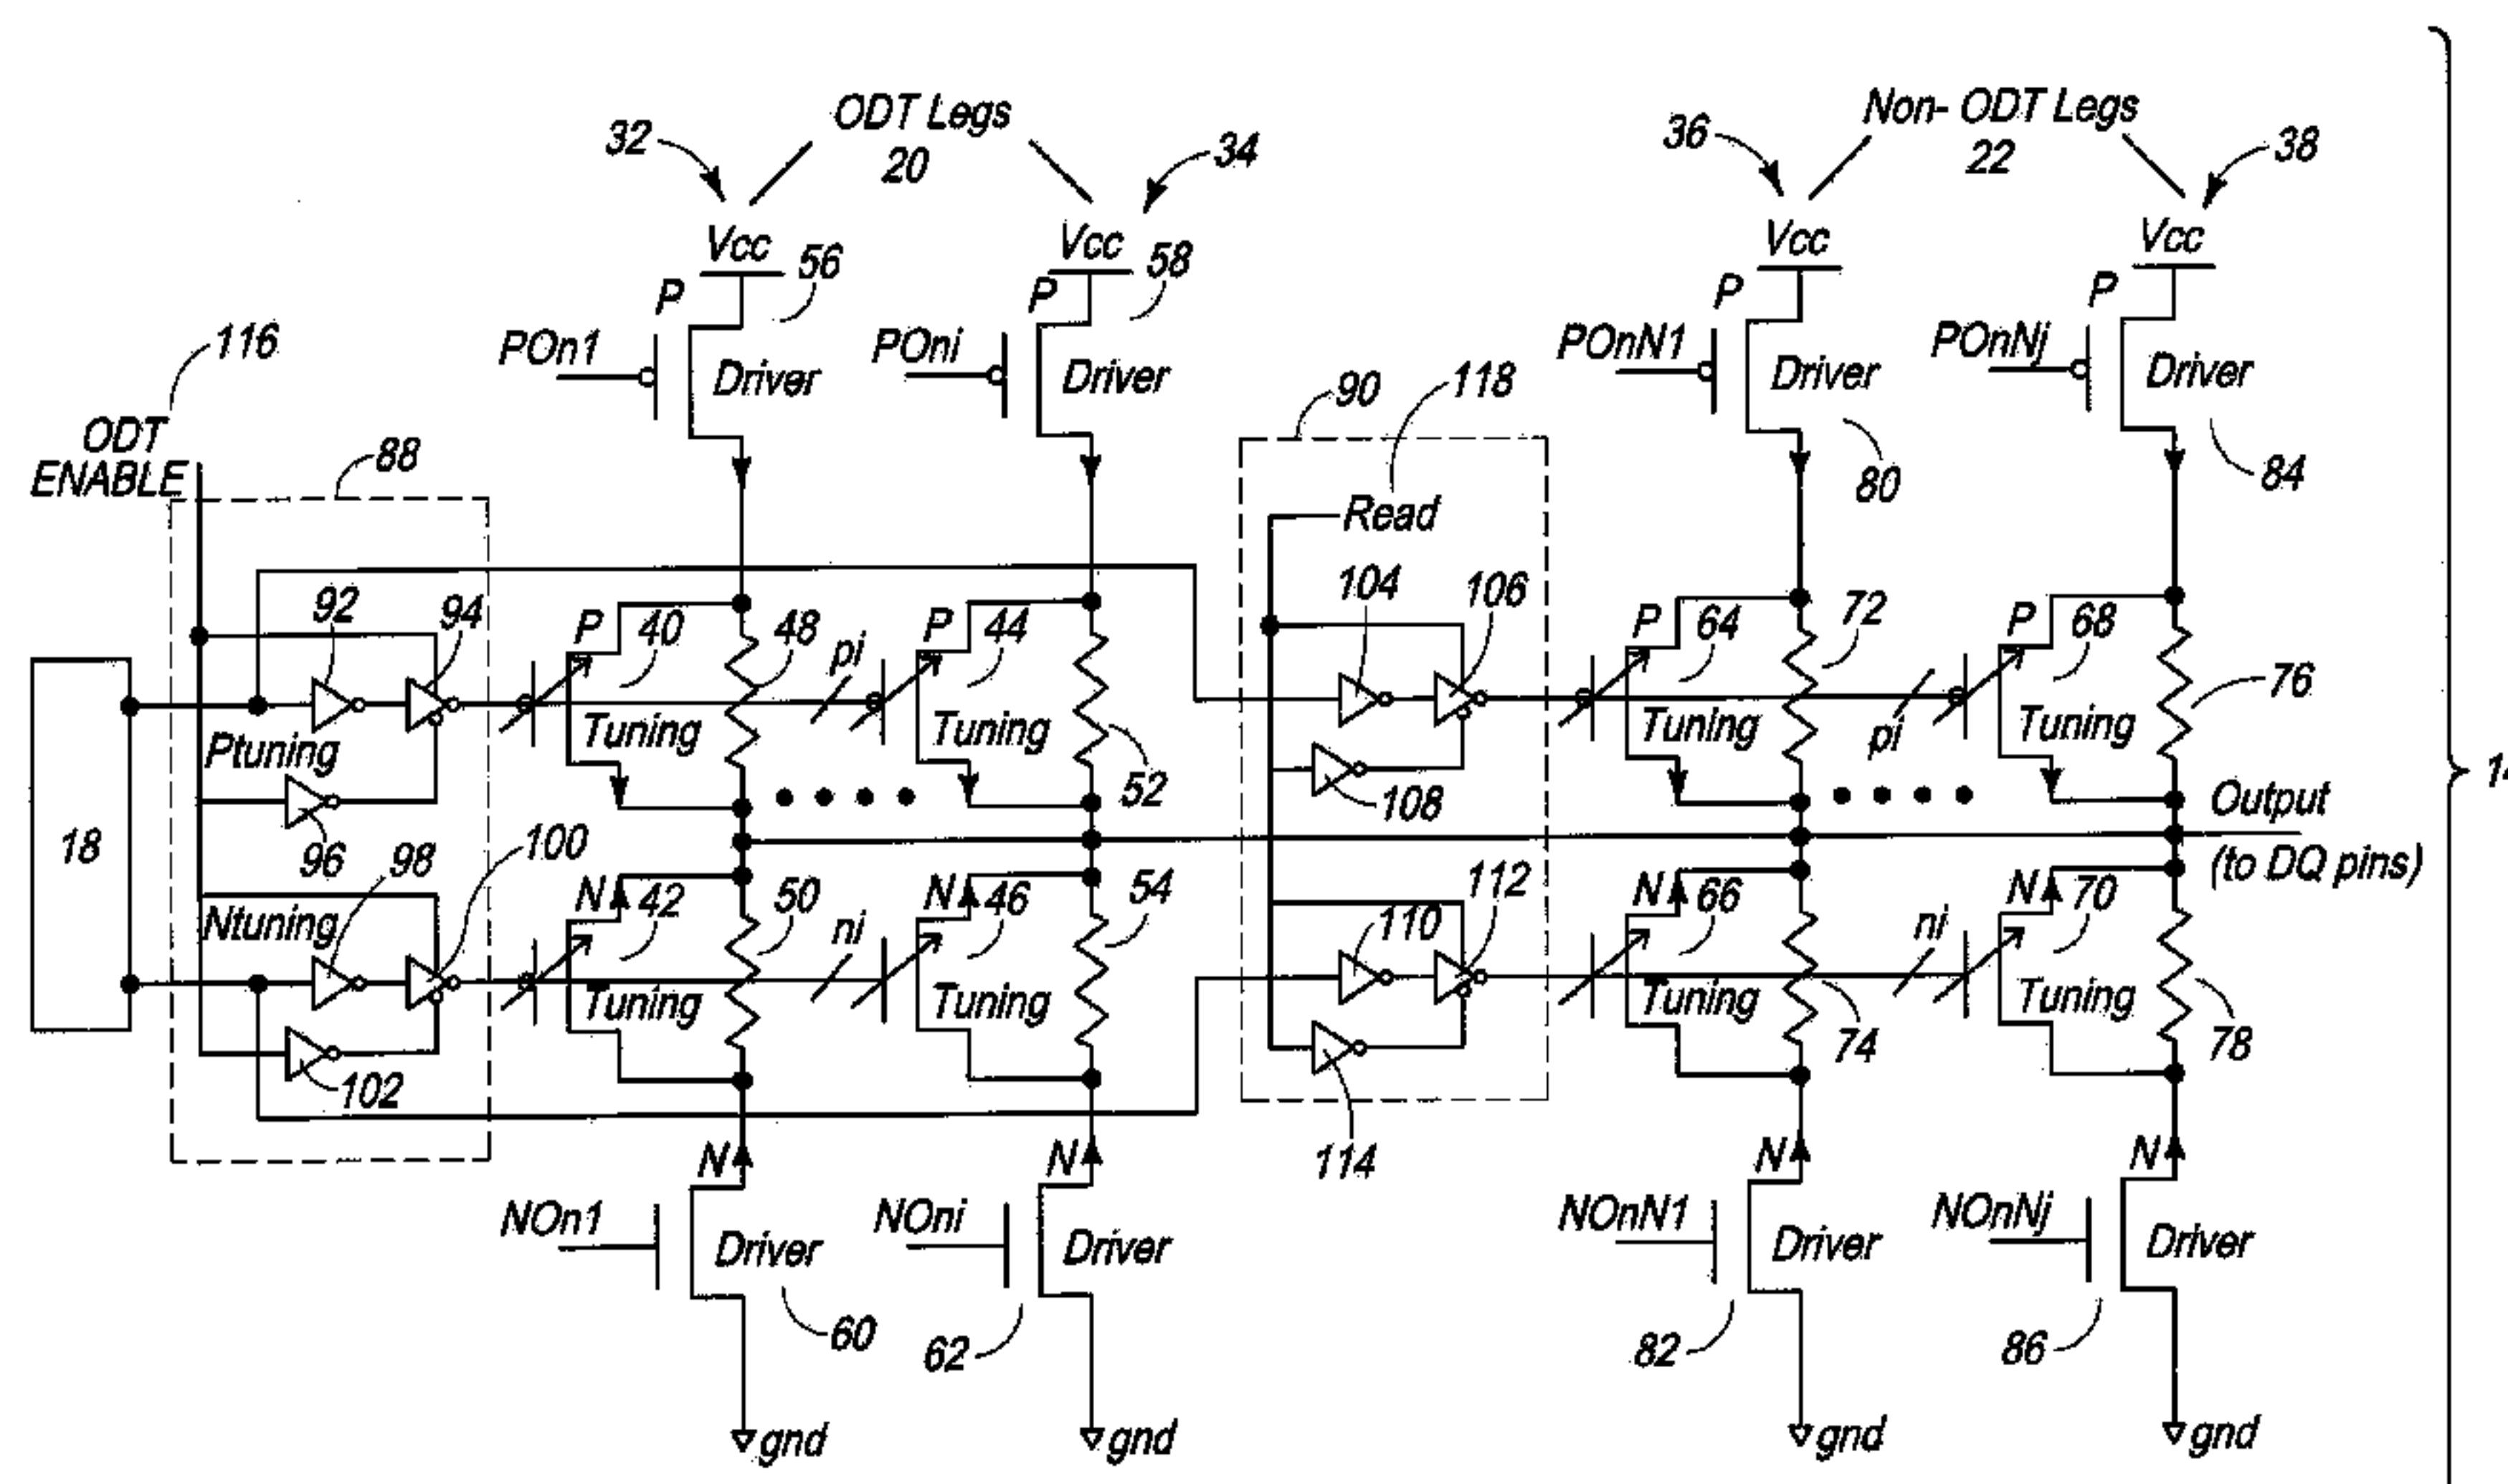 ODT Legs
20
Non- ODT Legs
22
32
34
36
38
Vcc
56
Vcc
58
Vcc
Vcc
P
P
P
P
POn1
Driver
POni
Driver
POnN1
Driver
POnNj
Driver
116
ODT
ENABLE
88
90
118
80
84
Read
92
94
P
40
48
pi
P
44
104
106
P
64
72
P
68
76
Ptuning
Tuning
Tuning
52
Tuning
pi
Tuning
96
108
Output
(to DQ pins)
18
98
100
Ntuning
N
42
50
ni
N
46
54
110
112
N
66
74
ni
N
70
78
Tuning
Tuning
Tuning
Tuning
102
114
N
N
N
N
NOn1
Driver
NOni
Driver
NOnN1
Driver
NOnNj
Driver
60
62
82
86
gnd
gnd
gnd
gnd